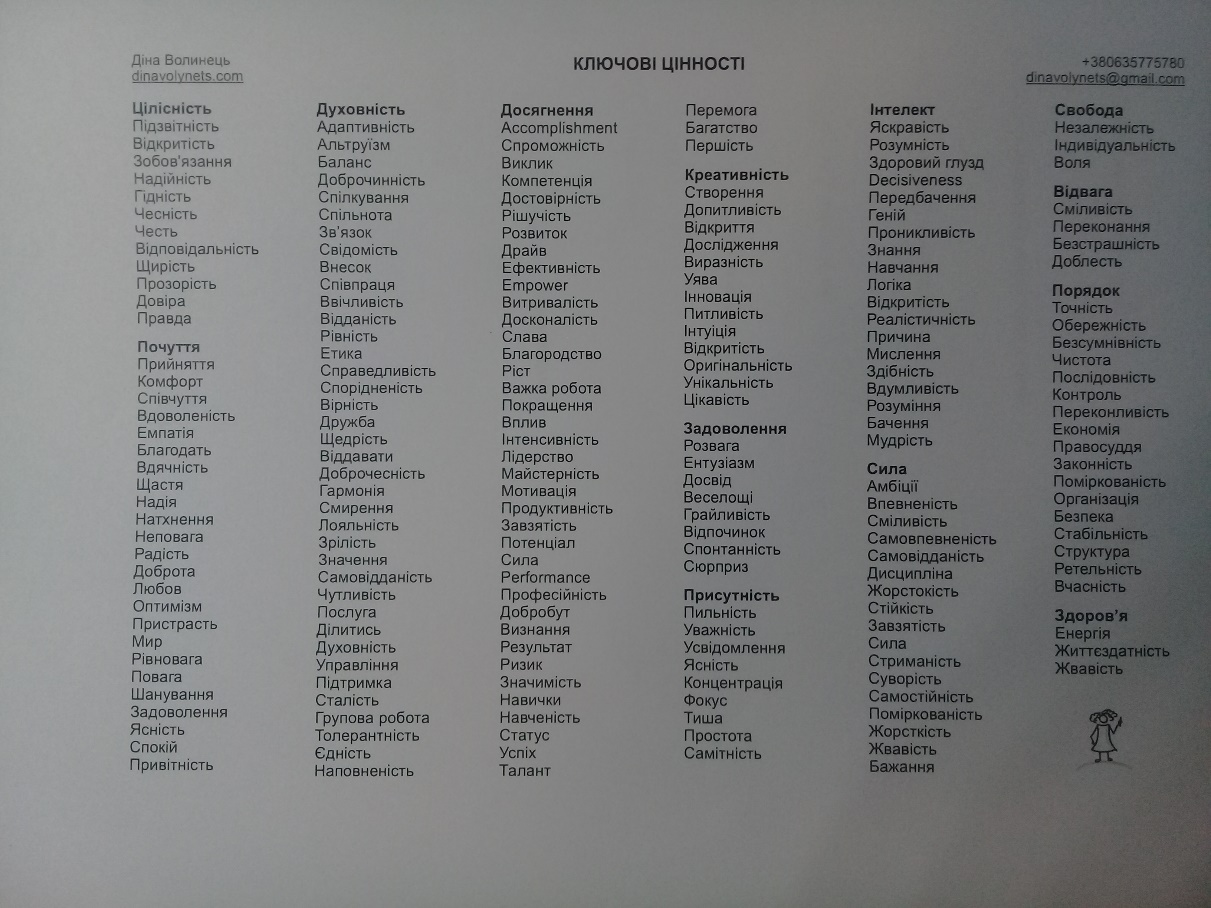 Діна Волинець
dinavolynets.com
КЛЮЧОВІ ЦІННОСТІ
+380635775780
dinavolynets@gmail.com
Цілісність
Підзвітність
Відкритість
Зобов'язання
Надійність
Гідність
Чесність
Честь
Відповідальність
Щирість
Прозорість
Довіра
Правда
Почуття
Прийняття
Комфорт
Співчуття
Вдоволеність
Емпатія
Благодать
Вдячність
Щастя
Надія
Натхнення
Неповага
Радість
Доброта
Любов
Оптимізм
Пристрасть
Мир
Рівновага
Повага
Шанування
Задоволення
Ясність
Спокій
Привітність
Духовність
Адаптивність
Альтруїзм
Баланс
Доброчинність
Спілкування
Спільнота
Зв'язок
Свідомість
Внесок
Співпраця
Ввічливість
Відданість
Рівність
Етика
Справедливість
Спорідненість
Вірність
Дружба
Щедрість
Віддавати
Доброчесність
Гармонія
Смирення
Лояльність
Зрілість
Значення
Самовідданість
Чутливість
Послуга
Ділитись
Духовність
Управління
Підтримка
Сталість
Групова робота
Толерантність
Єдність
Наповненість
Досягнення
Accomplishment
Спроможність
Виклик
Компетенція
Достовірність
Рішучість
Розвиток
Драйв
Ефективність
Empower
Витривалість
Досконалість
Слава
Благородство
Ріст
Важка робота
Покращення
Вплив
Інтенсивність
Лідерство
Майстерність
Мотивація
Продуктивність
Завзятість
Потенціал
Сила
Performance
Професійність
Добробут
Визнання
Результат
Ризик
Значимість
Навички
Навченість
Статус
Успіх
Талант
Перемога
Багатство
Першість
Креативність
Створення
Допитливість
Відкриття
Дослідження
Виразність
Уява
Інновація
Питливість
Інтуїція
Відкритість
Оригінальність
Унікальність
Цікавість
Задоволення
Розвага
Ентузіазм
Досвід
Веселощі
Грайливість
Відпочинок
Спонтанність
Сюрприз
Присутність
Пильність
Уважність
Усвідомлення
Ясність
Концентрація
Фокус
Тиша
Простота
Самітність
Інтелект
Яскравість
Розумність
Здоровий глузд
Decisiveness
Передбачення
Геній
Проникливість
Знання
Навчання
Логіка
Відкритість
Реалістичність
Причина
Мислення
Здібність
Вдумливість
Розуміння
Бачення
Мудрість
Сила
Амбіції
Впевненість
Сміливість
Самовпевненість
Самовідданість
Дисципліна
Жорстокість
Стійкість
Завзятість
Сила
Стриманість
Суворість
Самостійність
Поміркованість
Жорсткість
Жвавість
Бажання
Свобода
Незалежність
Індивідуальність
Воля
Відвага
Сміливість
Переконання
Безстрашність
Доблесть
Порядок
Точність
Обережність
Безсумнівність
Чистота
Послідовність
Контроль
Переконливість
Економія
Правосуддя
Законність
Поміркованість
Організація
Безпека
Стабільність
Структура
Ретельність
Вчасність
Здоров'я
Енергія
Життєздатність
Жвавість